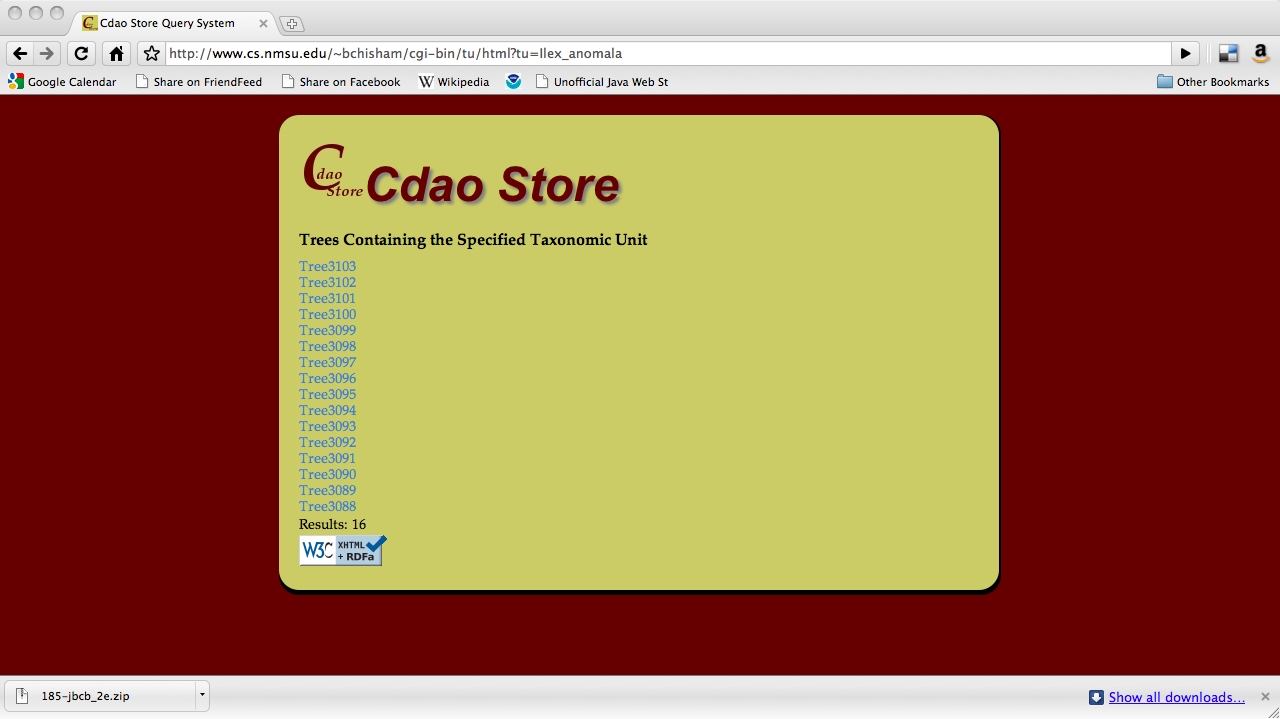 Cdao Store Query System
http://www.cs.nmsu.edu/~bchisham/cgi-bin/tu/html?tu=Ilex_anomala
Google Calendar Share on FriendFeed Share on Facebook Wikipedia Unofficial Java Web St Other Bookmarks
Cdao Store Cdao Store
Trees Containing the Specified Taxonomic Unit
Tree3103
Tree3102
Tree3101
Tree3100
Tree3099
Tree3098
Tree3097
Tree3096
Tree3095
Tree3094
Tree3093
Tree3092
Tree3091
Tree3090
Tree3089
Tree3088
Results: 16
W3C XHTML + RDFa
185-jbcb_2e.zip Show all downloads...